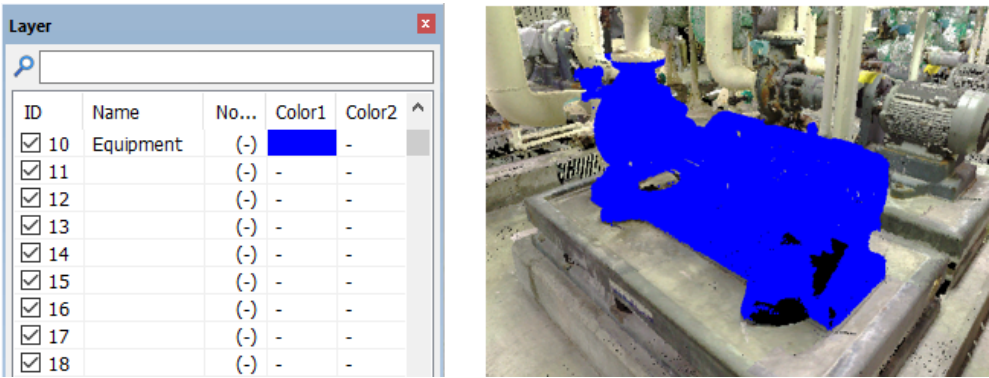 Layer
ID Name No... Color1 Color2
10 Equipment (-) -
11 (-) - -
12 (-) - -
13 (-) - -
14 (-) - -
15 (-) - -
16 (-) - -
17 (-) - -
18 (-) - -